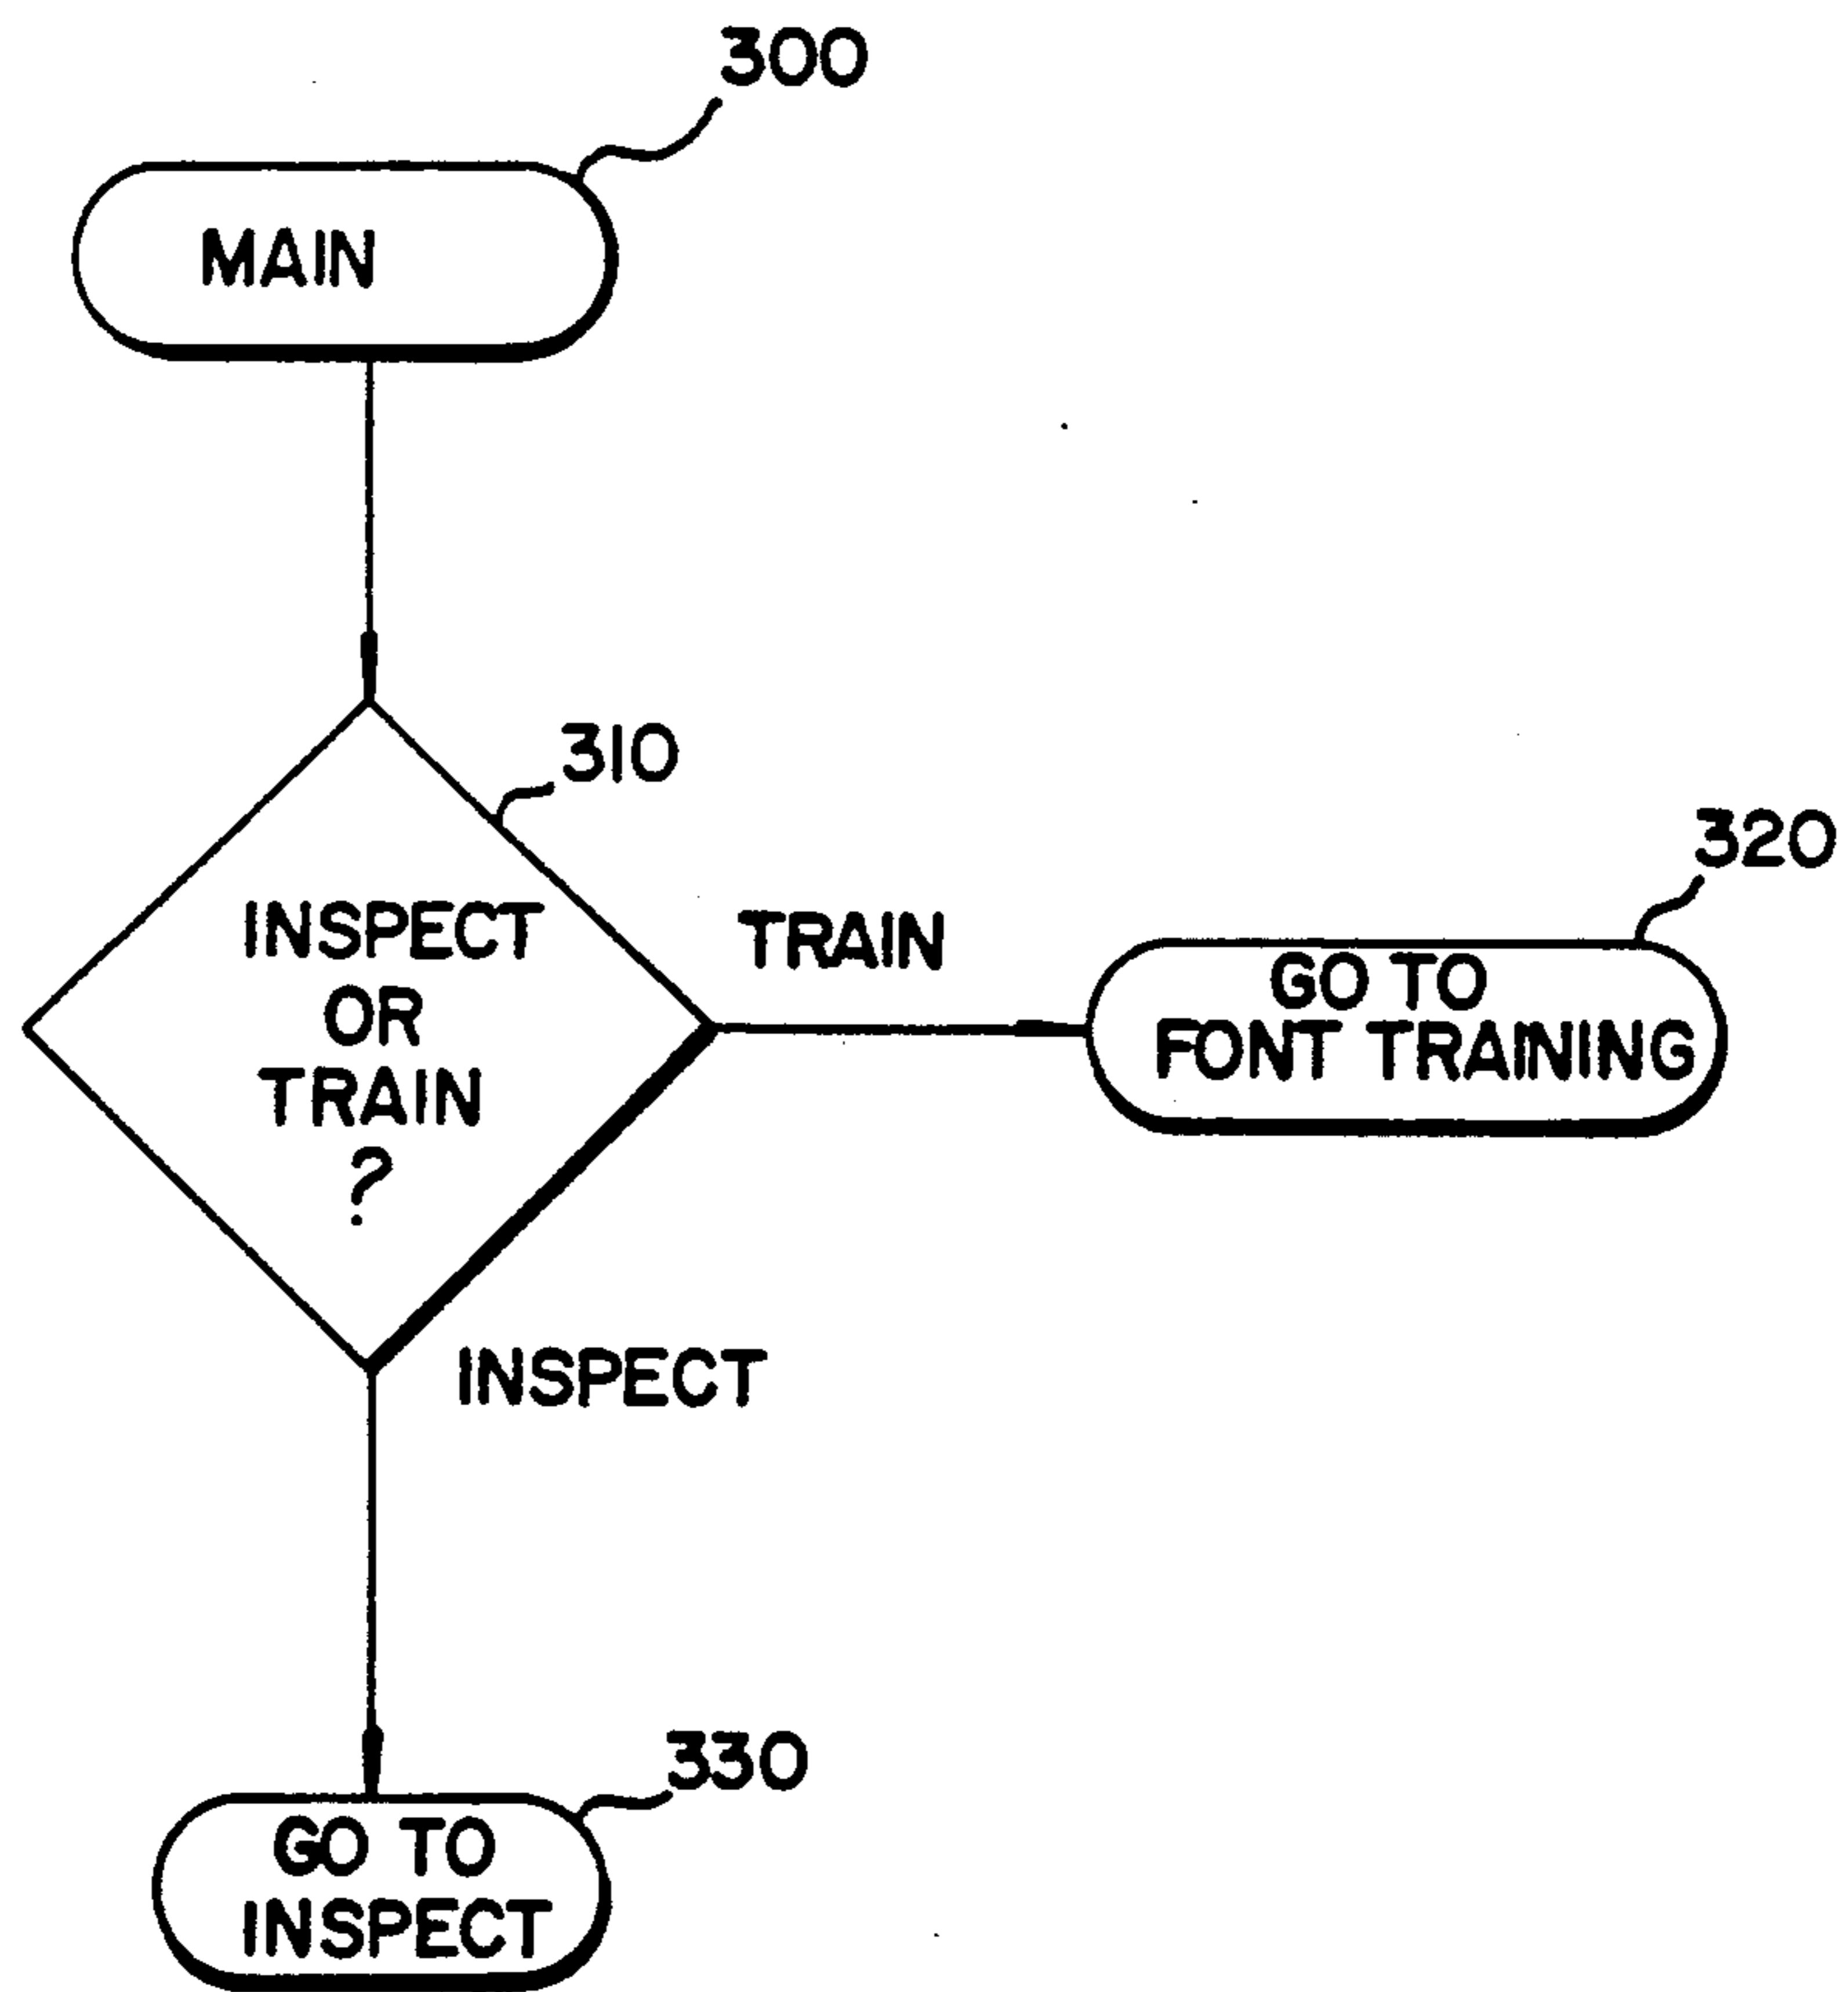 300
MAIN
310
INSPECT
OR
TRAIN
?
TRAIN
320
GO TO
FONT TRAINING
INSPECT
330
GO TO
INSPECT